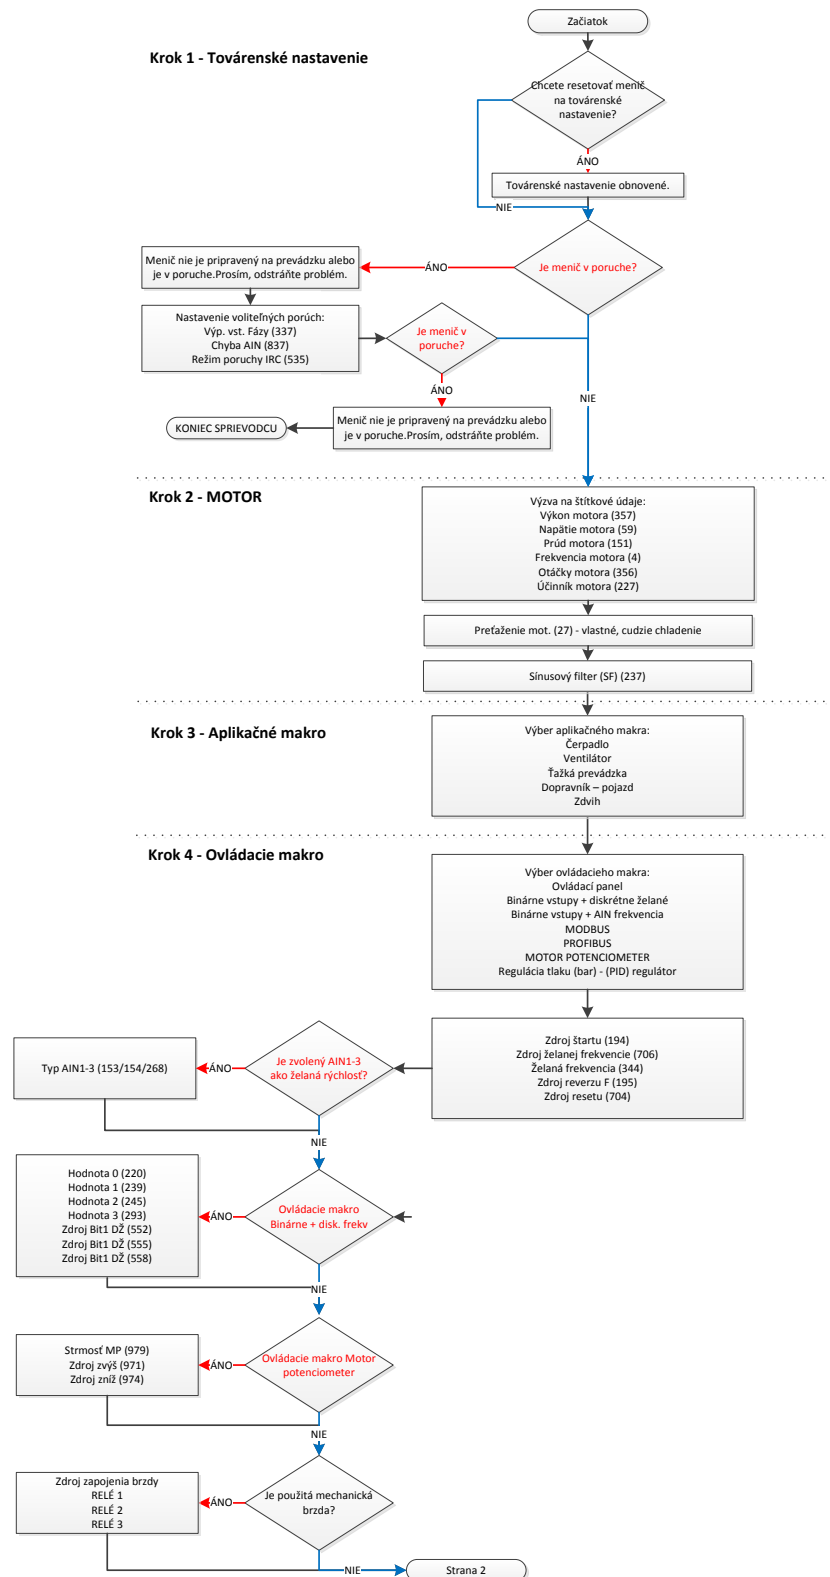 Začiatok
Krok 1 - Továrenské nastavenie
Chcete resetovať menič
na továrenské
nastavenie?
ÁNO
Továrenské nastavenie obnovené.
NIE
Je menič v poruche?
ÁNO
Menič nie je pripravený na prevádzku alebo
je v poruche.Prosím, odstráňte problém.
Nastavenie voliteľných porúch:
Výp. vst. Fázy (337)
Chyba AIN (837)
Režim poruchy IRC (535)
Je menič v
poruche?
ÁNO
NIE
Menič nie je pripravený na prevádzku alebo
je v poruche.Prosím, odstráňte problém.
KONIEC SPRIEVODCU
Krok 2 - MOTOR
Výzva na štítkové údaje:
Výkon motora (357)
Napätie motora (59)
Prúd motora (151)
Frekvencia motora (4)
Otáčky motora (356)
Účinník motora (227)
Preťaženie mot. (27) - vlastné, cudzie chladenie
Sínusový filter (SF) (237)
Krok 3 - Aplikačné makro
Výber aplikačného makra:
Čerpadlo
Ventilátor
Ťažká prevádzka
Dopravník – pojazd
Zdvih
Krok 4 - Ovládacie makro
Výber ovládacieho makra:
Ovládací panel
Binárne vstupy + diskrétne želané
Binárne vstupy + AIN frekvencia
MODBUS
PROFIBUS
MOTOR POTENCIOMETER
Regulácia tlaku (bar) - (PID) regulátor
Zdroj štartu (194)
Zdroj želanej frekvencie (706)
Želaná frekvencia (344)
Zdroj reverzu F (195)
Zdroj resetu (704)
Je zvolený AIN1-3
ako želaná rýchlosť?
ÁNO
Typ AIN1-3 (153/154/268)
NIE
Hodnota 0 (220)
Hodnota 1 (239)
Hodnota 2 (245)
Hodnota 3 (293)
Zdroj Bit1 DŽ (552)
Zdroj Bit1 DŽ (555)
Zdroj Bit1 DŽ (558)
ÁNO
Ovládacie makro
Binárne + disk. frekv
NIE
Strmosť MP (979)
Zdroj zvýš (971)
Zdroj zníž (974)
ÁNO
Ovládacie makro Motor
potenciometer
NIE
Zdroj zapojenia brzdy
RELÉ 1
RELÉ 2
RELÉ 3
ÁNO
Je použitá mechanická
brzda?
NIE
Strana 2